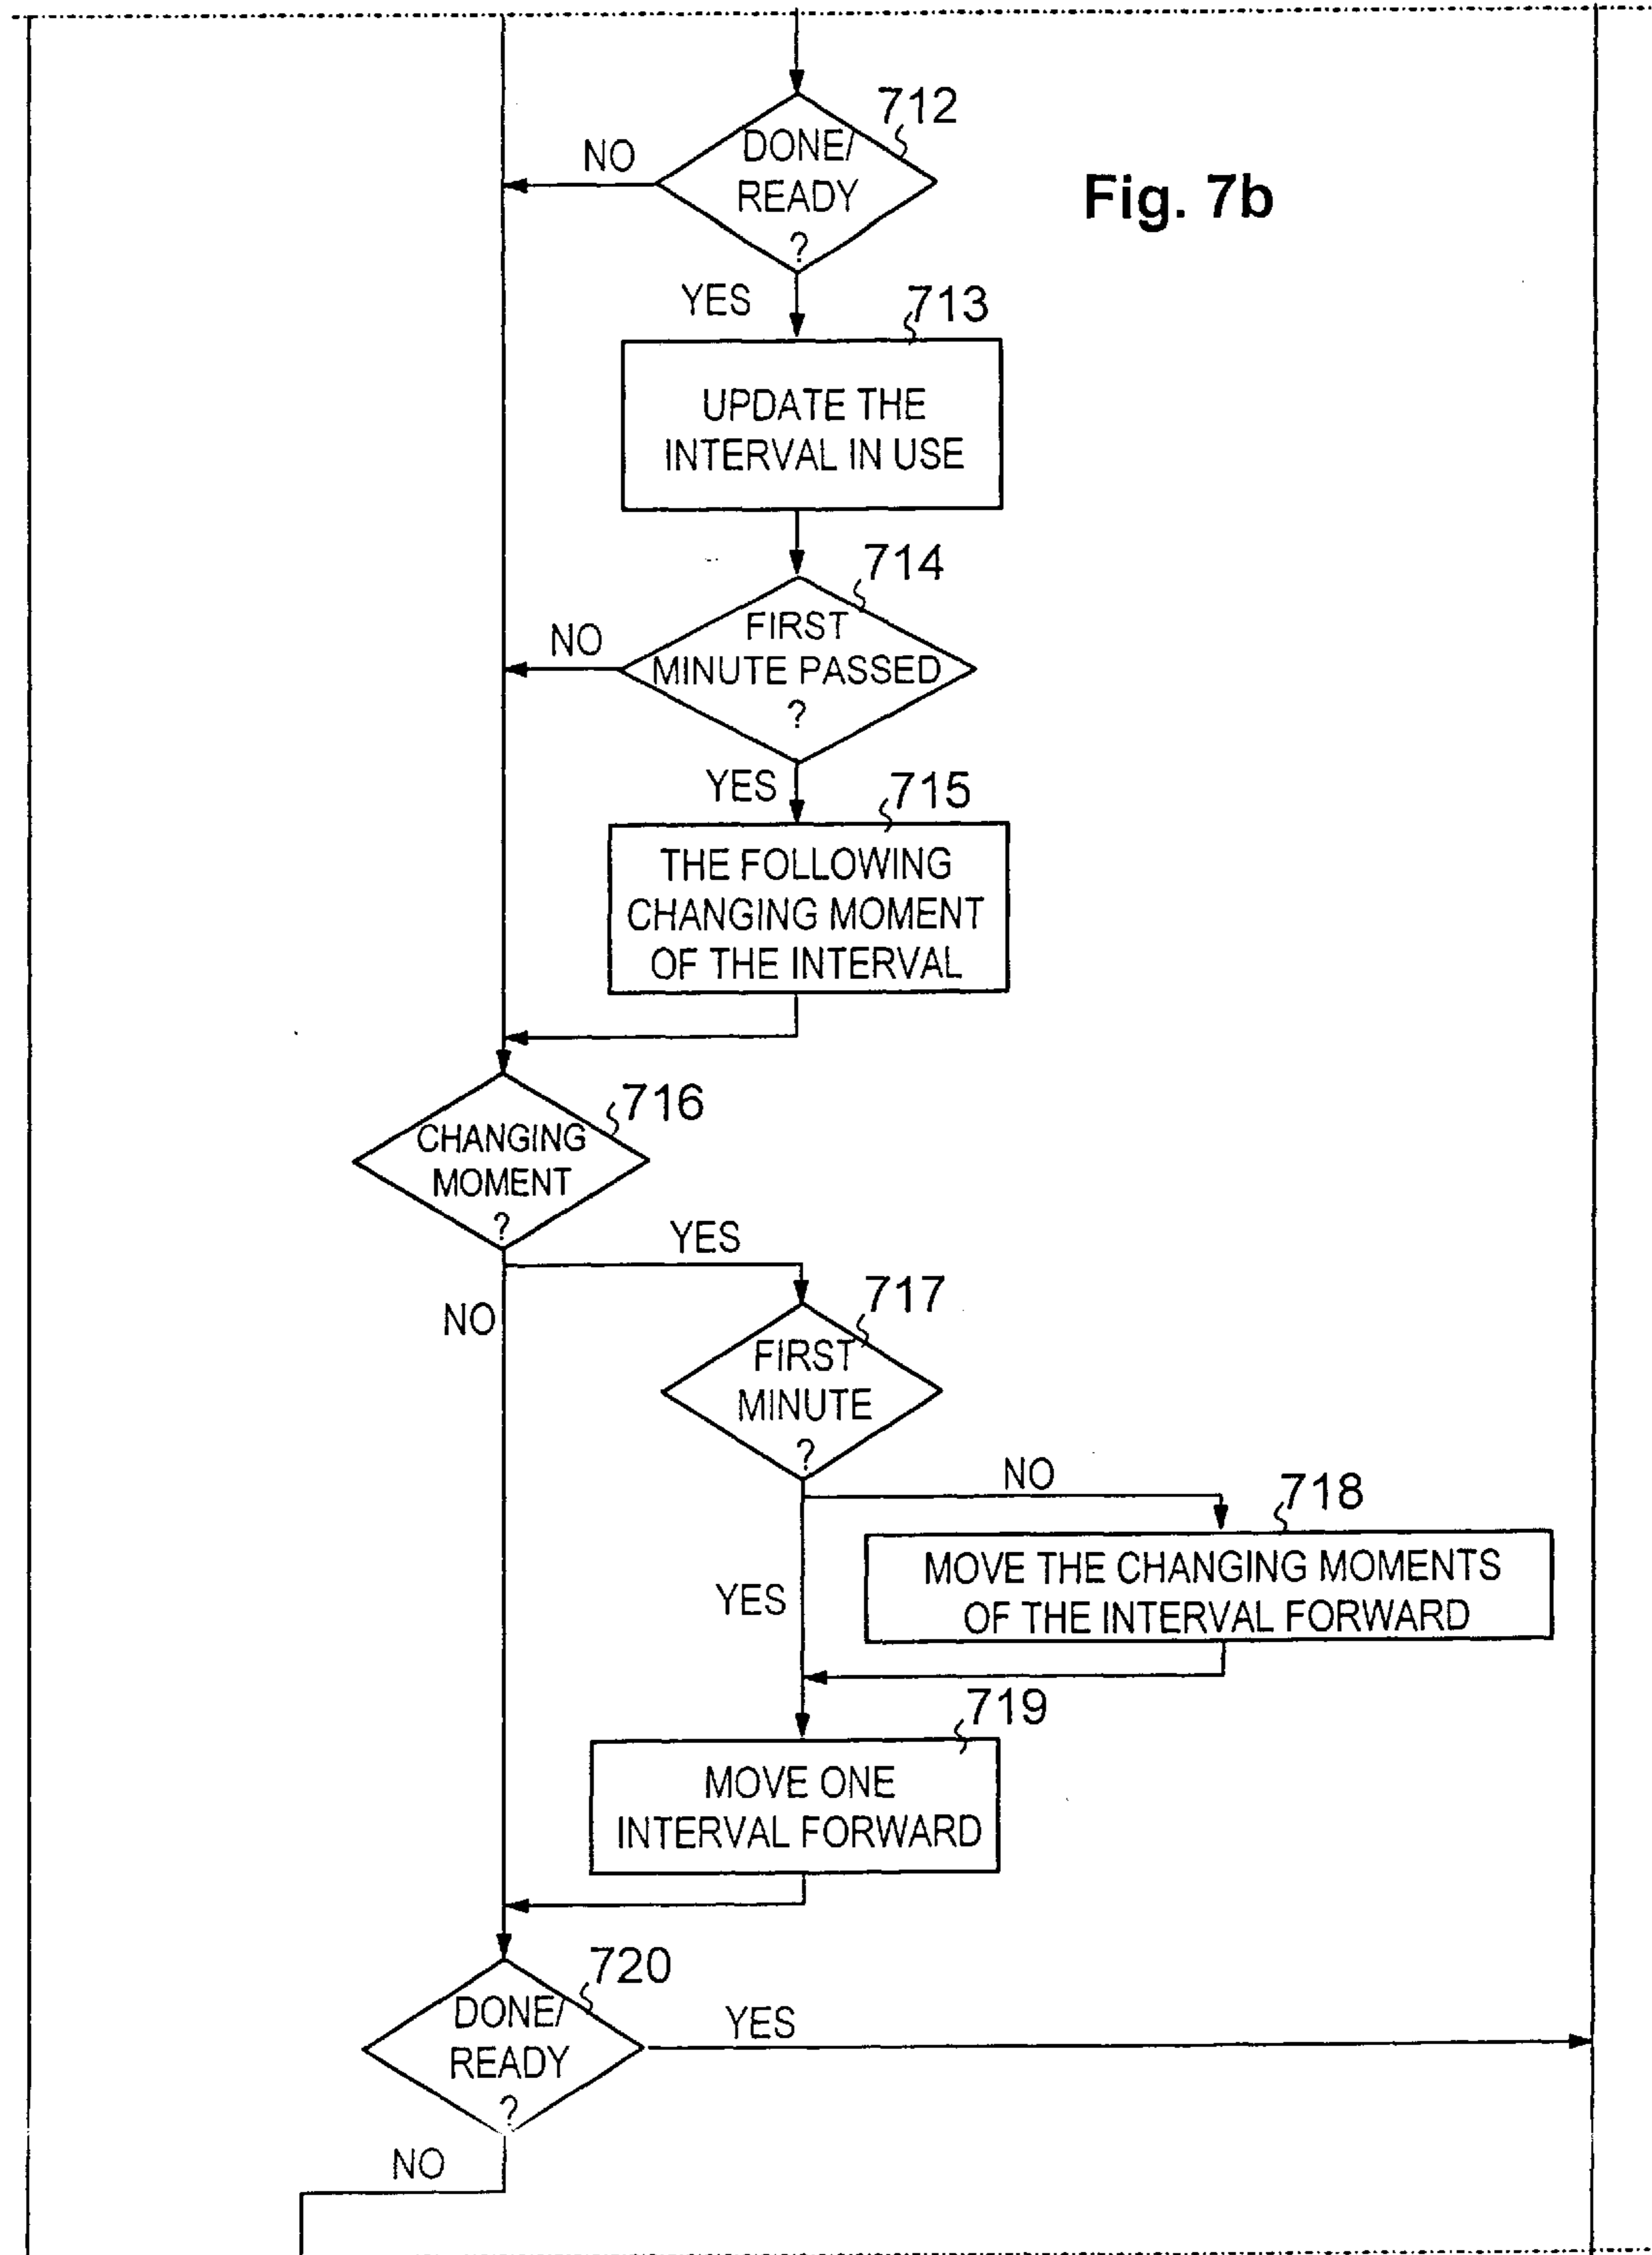 712
DONE/
NO
READY
?
Fig. 7b
YES
713
UPDATE THE
INTERVAL IN USE
714
FIRST
NO
MINUTE PASSED
?
YES
715
THE FOLLOWING
CHANGING MOMENT
OF THE INTERVAL
716
CHANGING
MOMENT
?
YES
NO
717
FIRST
MINUTE
?
NO
718
MOVE THE CHANGING MOMENTS
OF THE INTERVAL FORWARD
YES
719
MOVE ONE
INTERVAL FORWARD
720
DONE/
READY
?
YES
NO